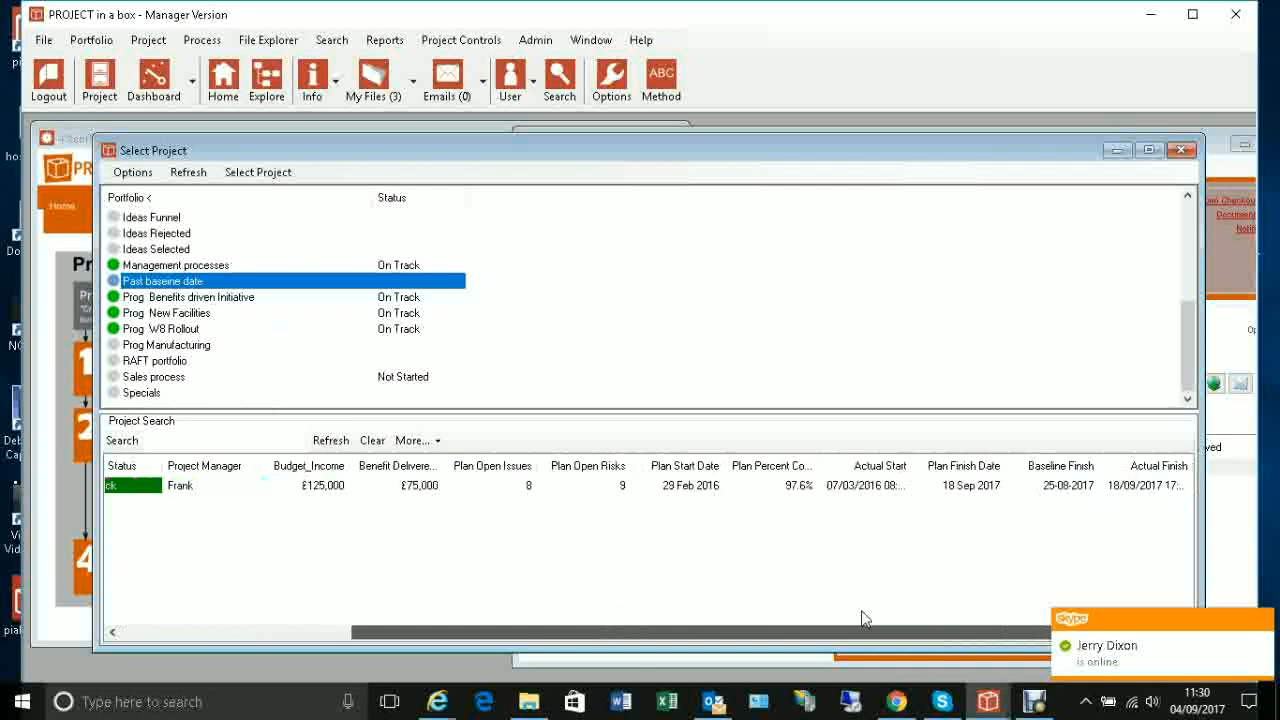 PROJECT in a box - Manager Version
File Portfolio Project Process File Explorer Search Reports Project Controls Admin Window Help
ABC
Logout Project Dashboard Home Explore Info My Files (3) Emails (0) User Search Options Method
Select Project
Options Refresh Select Project
Home
Portfolio < Status
Ideas Funnel
Ideas Rejected
Ideas Selected
Management processes On Track
Past baseine date
Prog Benefits driven Initiative On Track
Prog New Facilities On Track
Prog W8 Rollout On Track
Prog Manufacturing
RAFT portfolio
Sales process Not Started
Specials
Project Search
Search Refresh Clear More...
Status Project Manager Budget_Income Benefit Delivere... Plan Open Issues Plan Open Risks Plan Start Date Plan Percent Co... Actual Start Plan Finish Date Baseline Finish Actual Finish
ck Frank £125,000 £75,000 8 9 29 Feb 2016 97.6% 07/03/2016 08:... 18 Sep 2017 25-08-2017 18/09/2017 17:...
skype
Jerry Dixon
is online
Type here to search
11:30
04/09/2017